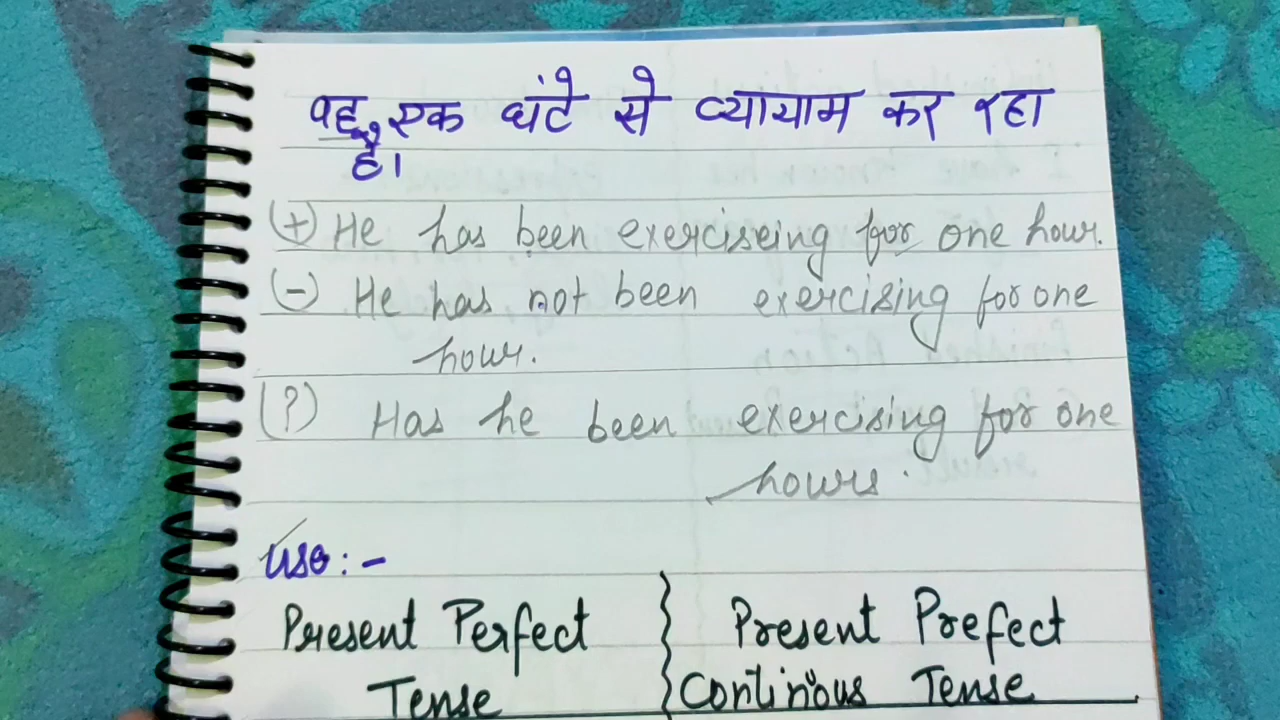 वह एक घंटे से व्यायाम कर रहा
है।
(+) He has been exerciseing for one hour.
(-) He has not been exercising for one
hour.
(?) Has he been exercising for one
hours.
Use:-
Present Perfect } Present Prefect
Tense } Continous Tense